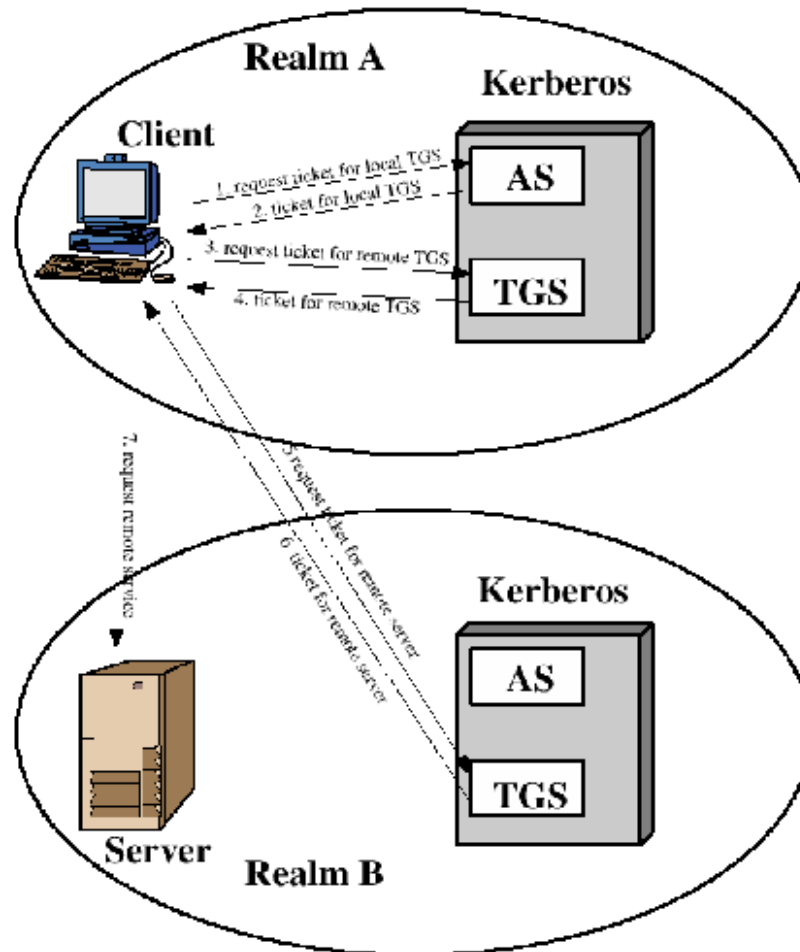 Realm A
Kerberos
Client
1. request ticket for local TGS
AS
2. ticket for local TGS
3. request ticket for remote TGS
TGS
4. ticket for remote TGS
5 request ticket for remote server
6. ticket for remote server
7. request remote service
Kerberos
AS
TGS
Server
Realm B